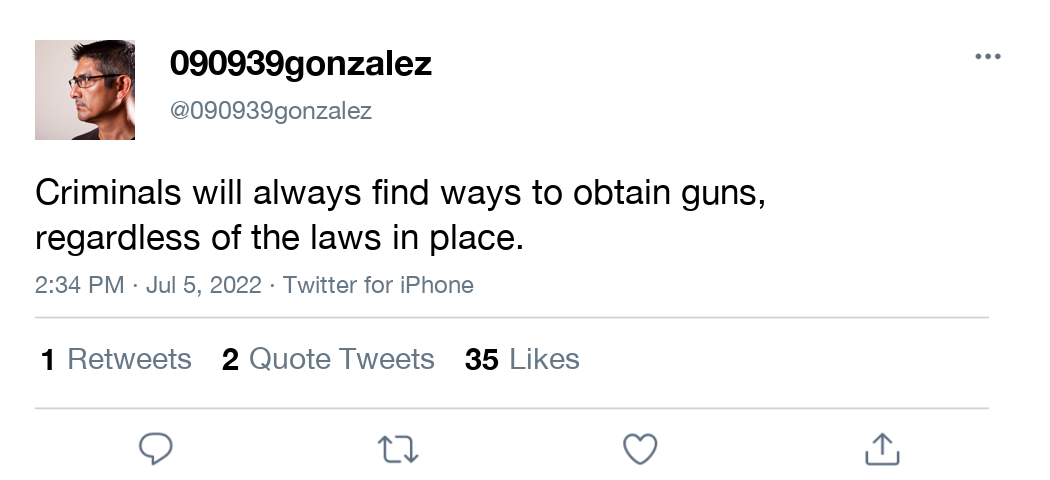 090939gonzalez
@090939gonzalez
Criminals will always find ways to obtain guns,
regardless of the laws in place.
2:34 PM · Jul 5, 2022 · Twitter for iPhone
1 Retweets 2 Quote Tweets 35 Likes